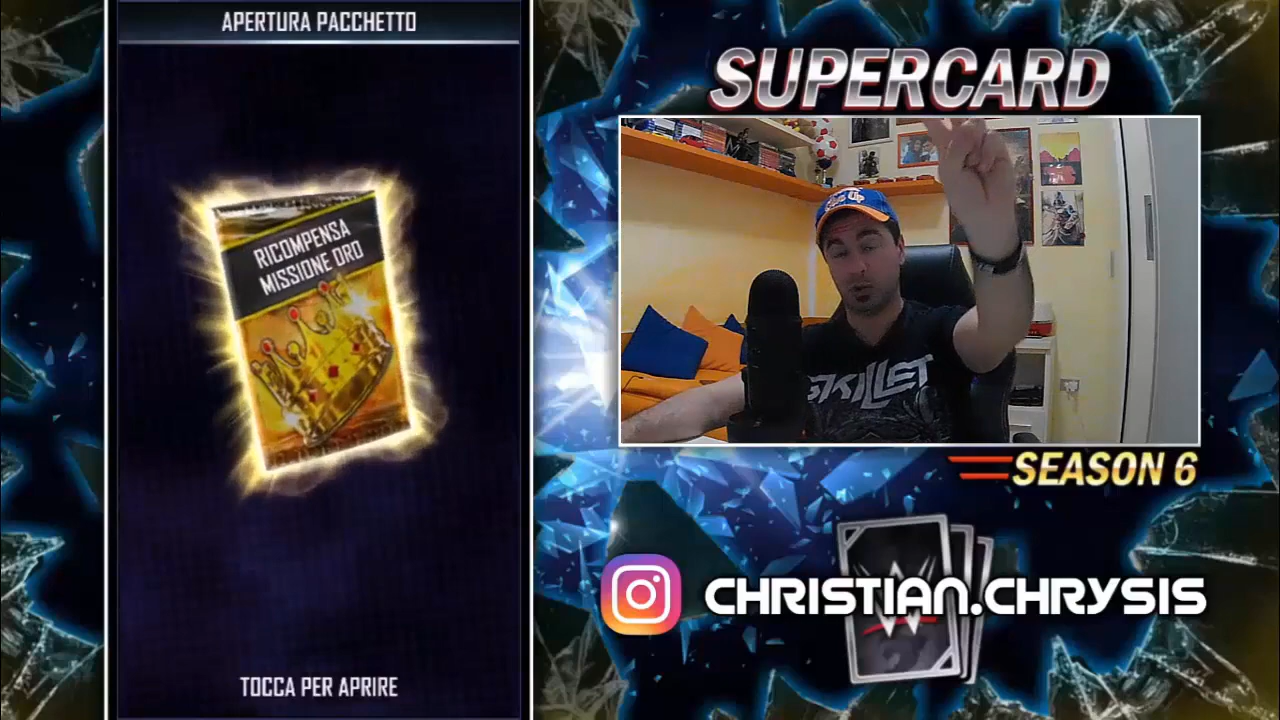 APERTURA PACCHETTO
RICOMPENSA
MISSIONE ORO
TOCCA PER APRIRE
SUPERCARD
SKILLET
SEASON 6
CHRISTIAN.CHRYSIS
W